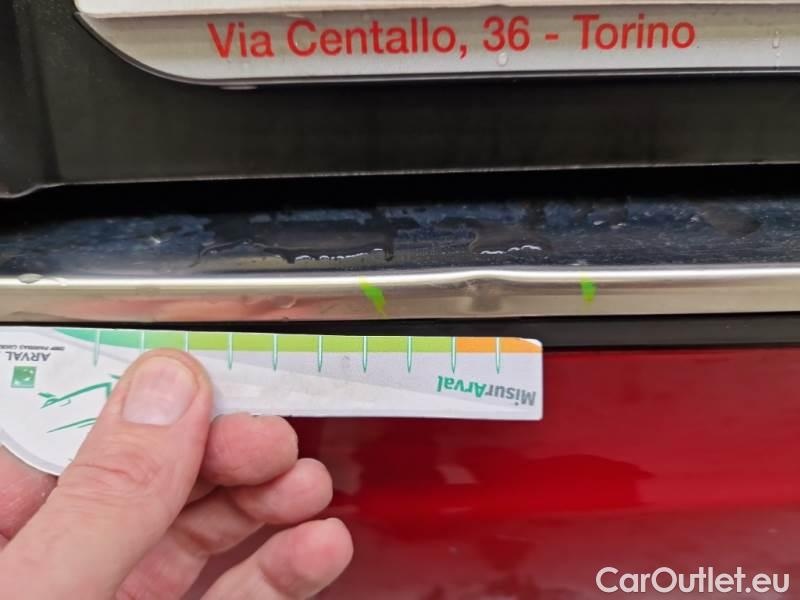 Via Centallo, 36 - Torino
ARVAL
MisurArval
CarOutlet.eu